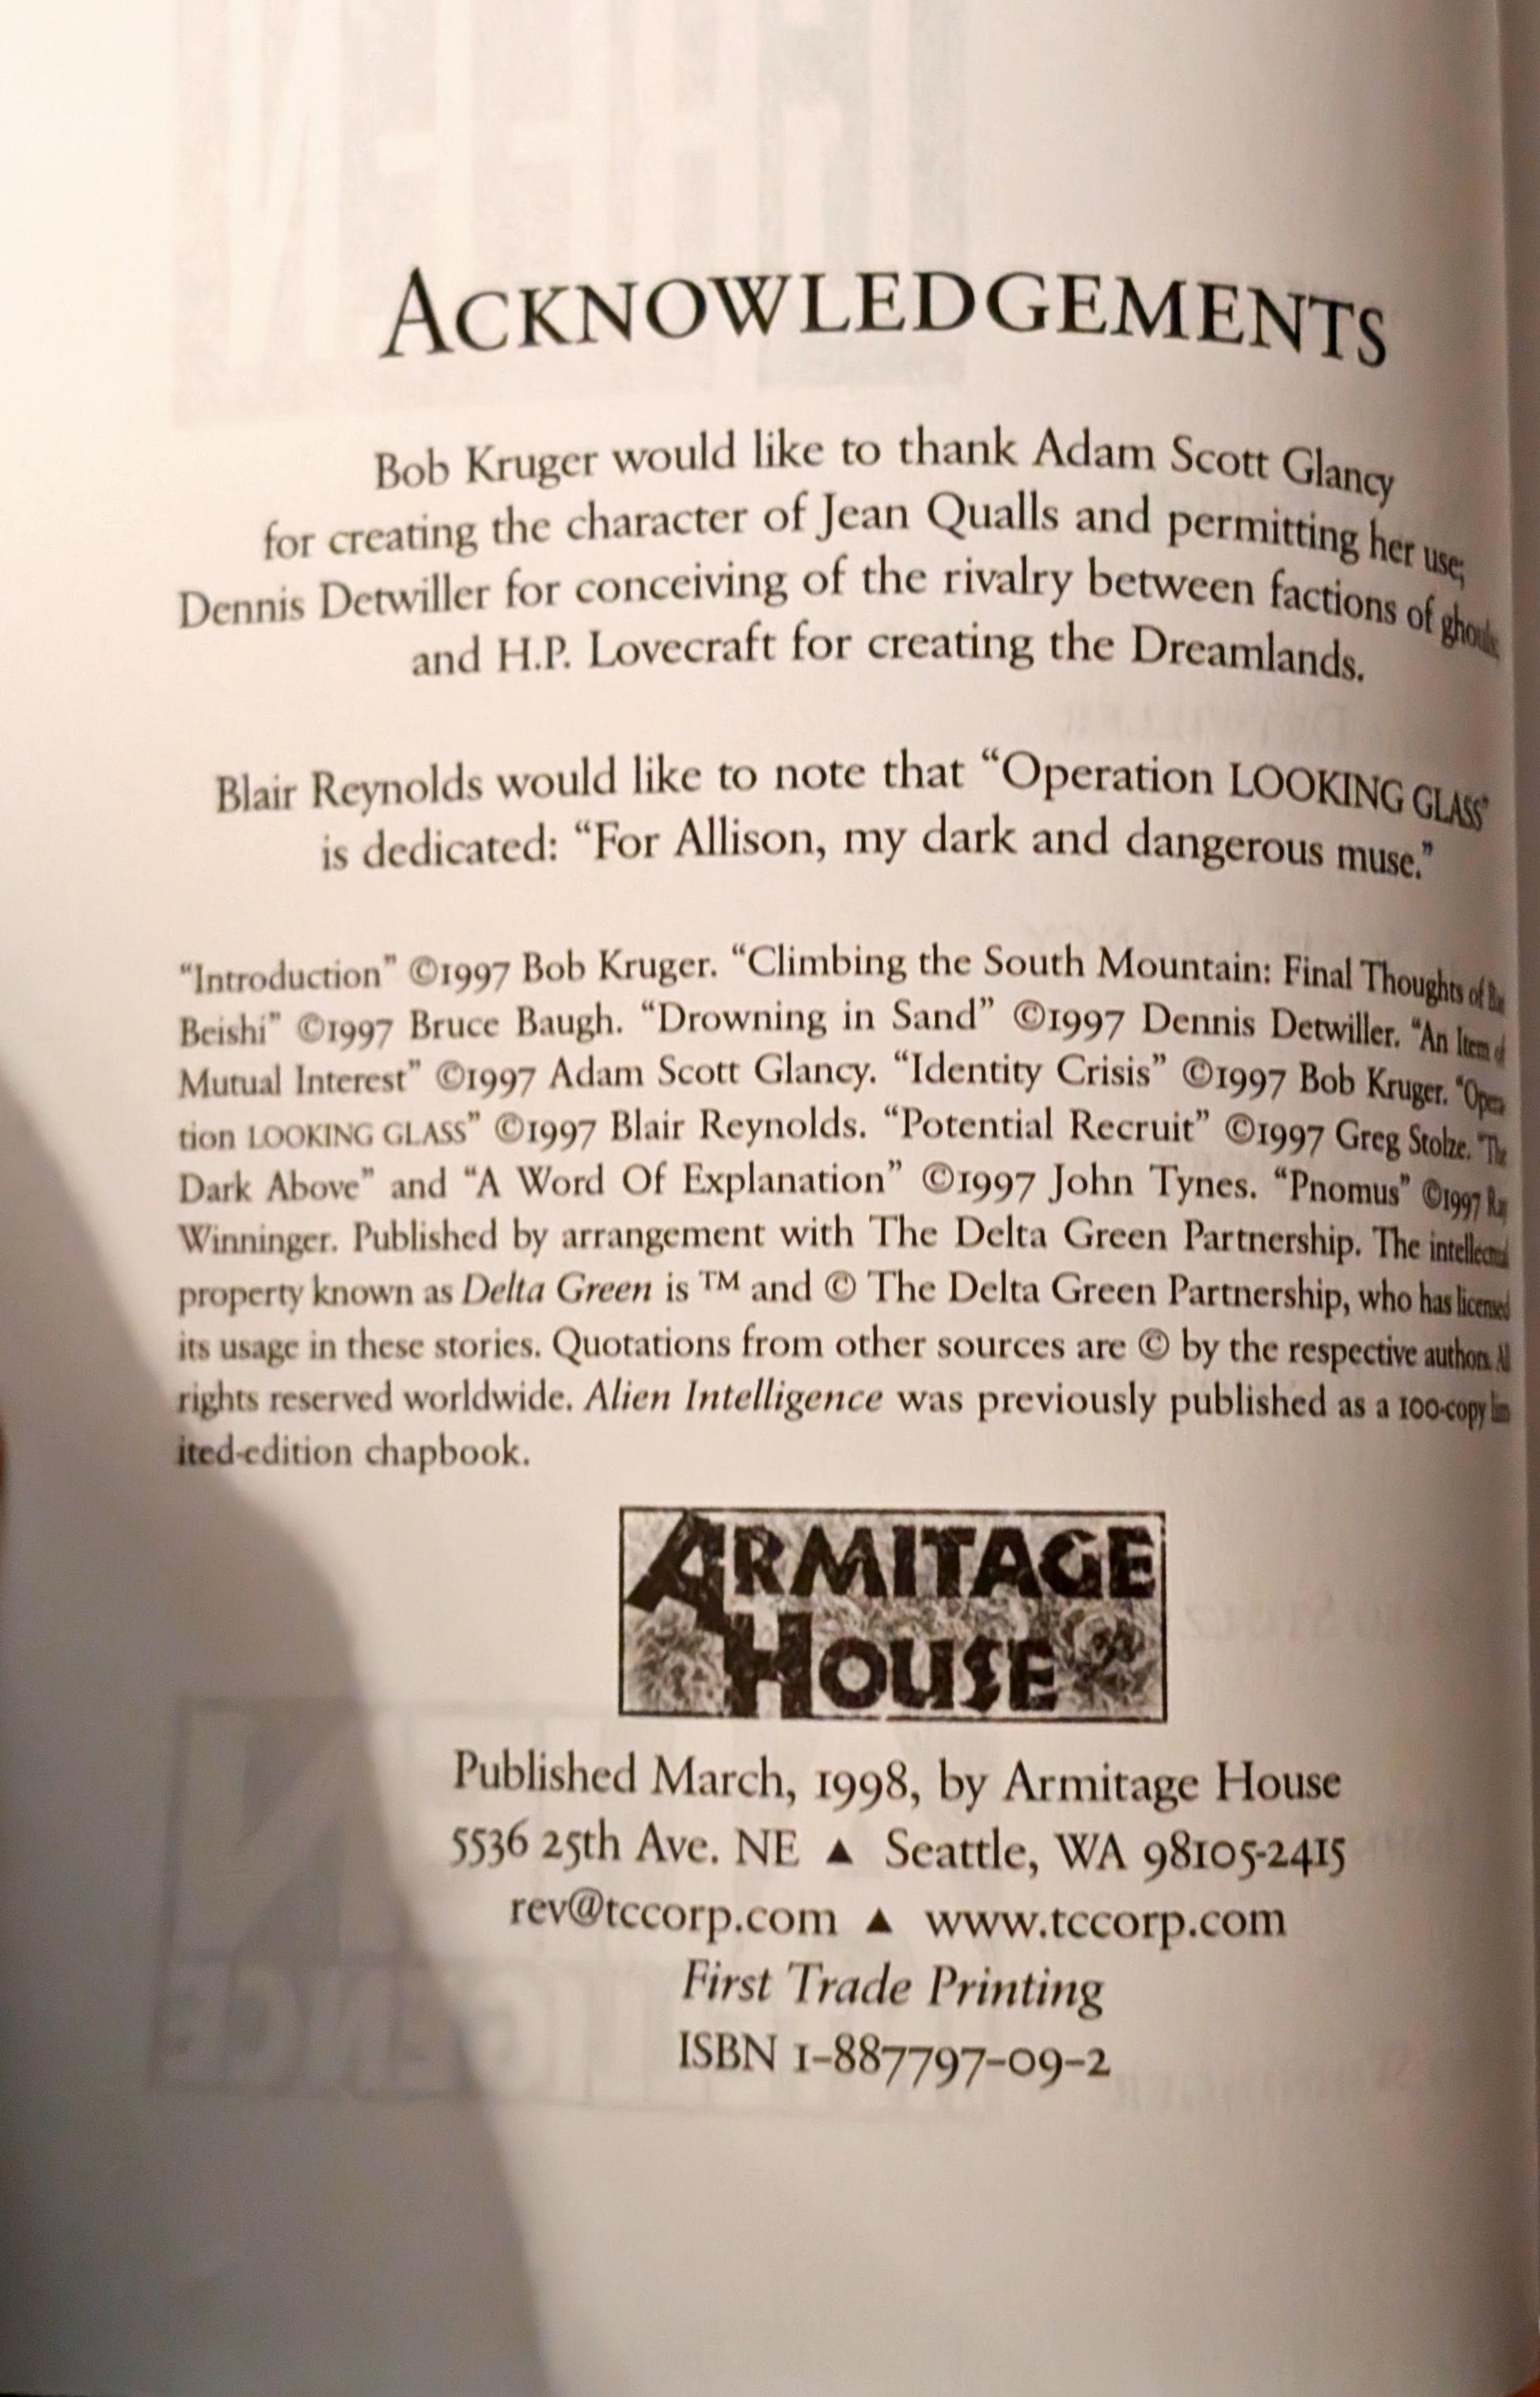 ACKNOWLEDGEMENTS
Bob Kruger would like to thank Adam Scott Glancy
for creating the character of Jean Qualls and permitting her use;
Dennis Detwiller for conceiving of the rivalry between factions of ghouls;
and H.P. Lovecraft for creating the Dreamlands.
Blair Reynolds would like to note that “Operation LOOKING GLASS”
is dedicated: “For Allison, my dark and dangerous muse.”
“Introduction” ©1997 Bob Kruger. “Climbing the South Mountain: Final Thoughts of
Beishi” ©1997 Bruce Baugh. “Drowning in Sand” ©1997 Dennis Detwiller. “An Item of
Mutual Interest” ©1997 Adam Scott Glancy. “Identity Crisis” ©1997 Bob Kruger. “Opera-
tion LOOKING GLASS” ©1997 Blair Reynolds. “Potential Recruit” ©1997 Greg Stolze. “The
Dark Above” and “A Word Of Explanation” ©1997 John Tynes. “Pnomus” ©1997 Ray
Winninger. Published by arrangement with The Delta Green Partnership. The intellectual
property known as Delta Green is ™ and © The Delta Green Partnership, who has licensed
its usage in these stories. Quotations from other sources are © by the respective authors. All
rights reserved worldwide. Alien Intelligence was previously published as a 100-copy lim-
ited-edition chapbook.
ARMITAGE
HOUSE
Published March, 1998, by Armitage House
5536 25th Ave. NE ▲ Seattle, WA 98105-2415
rev@tccorp.com ▲ www.tccorp.com
First Trade Printing
ISBN 1-887797-09-2